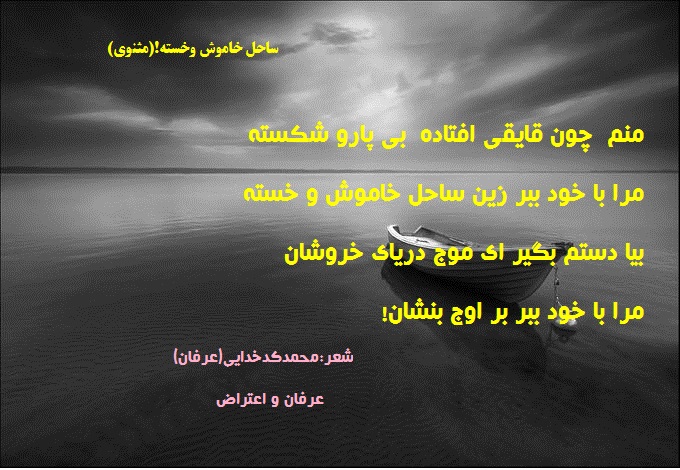 ساحل خاموش وخسته!(مثنوی)
منم چون قایقی افتاده بی پارو شکسته
مرا با خود ببر زین ساحل خاموش و خسته
بیا دستم بگیر ای موج دریای خروشان
مرا با خود ببر بر اوج بنشان!
شعر:محمدکدخدایی(عرفان)
عرفان و اعتراض